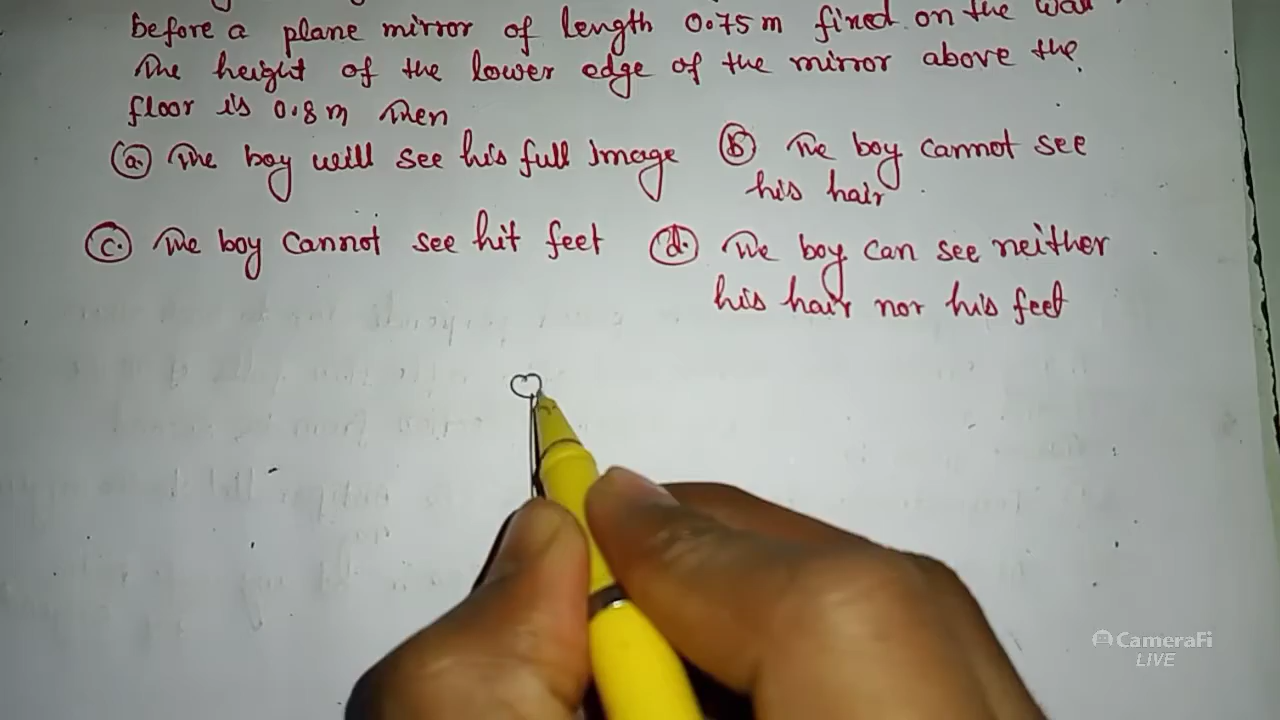 before a plane mirror of length 0.75 m fixed on the wall
The height of the lower edge of the mirror above the
floor is 0.8 m Then
(a) The boy will see his full image (b) The boy cannot see
his hair
(c.) The boy cannot see hit feet (d.) The boy can see neither
his hair nor his feet
CameraFi
LIVE